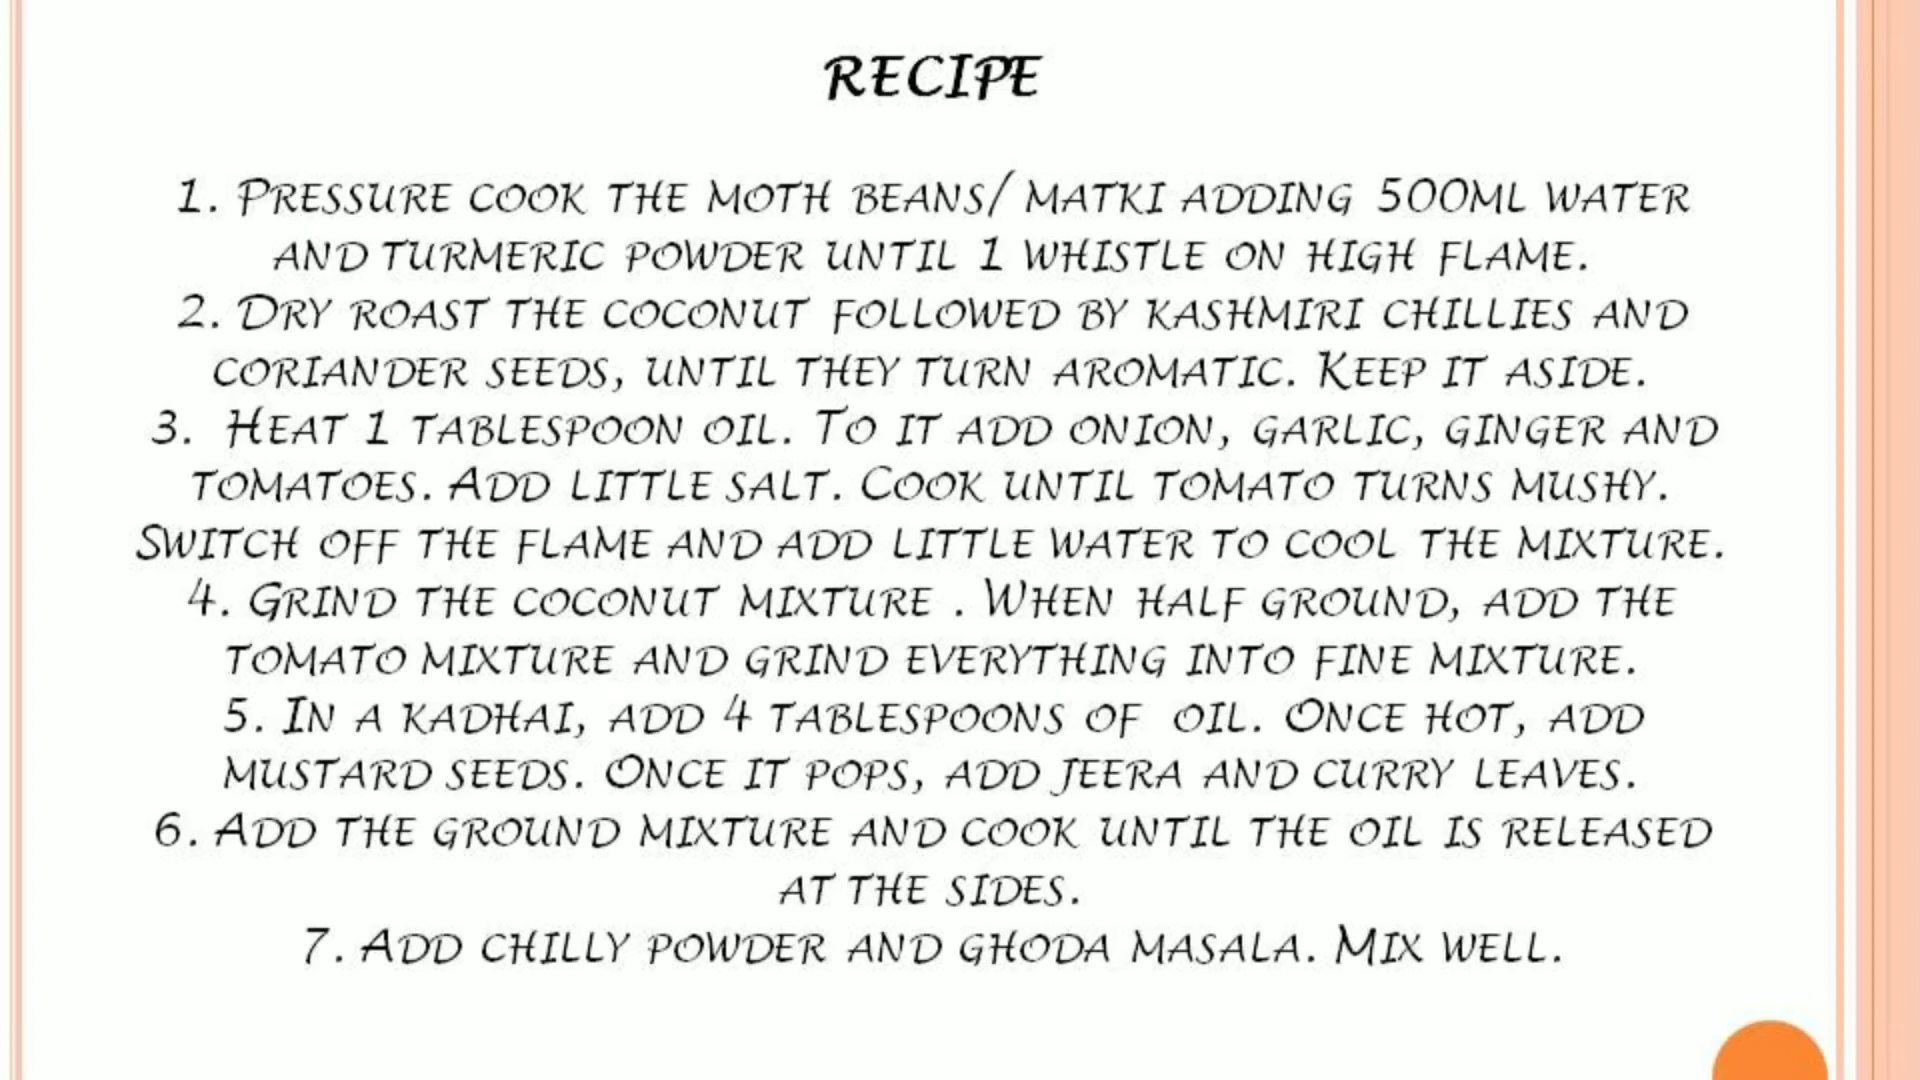 RECIPE
1. PRESSURE COOK THE MOTH BEANS/ MATKI ADDING 500ML WATER
AND TURMERIC POWDER UNTIL 1 WHISTLE ON HIGH FLAME.
2. DRY ROAST THE COCONUT FOLLOWED BY KASHMIRI CHILLIES AND
CORIANDER SEEDS, UNTIL THEY TURN AROMATIC. KEEP IT ASIDE.
3. HEAT 1 TABLESPOON OIL. TO IT ADD ONION, GARLIC, GINGER AND
TOMATOES. ADD LITTLE SALT. COOK UNTIL TOMATO TURNS MUSHY.
SWITCH OFF THE FLAME AND ADD LITTLE WATER TO COOL THE MIXTURE.
4. GRIND THE COCONUT MIXTURE . WHEN HALF GROUND, ADD THE
TOMATO MIXTURE AND GRIND EVERYTHING INTO FINE MIXTURE.
5. IN A KADHAI, ADD 4 TABLESPOONS OF OIL. ONCE HOT, ADD
MUSTARD SEEDS. ONCE IT POPS, ADD JEERA AND CURRY LEAVES.
6. ADD THE GROUND MIXTURE AND COOK UNTIL THE OIL IS RELEASED
AT THE SIDES.
7. ADD CHILLY POWDER AND GHODA MASALA. MIX WELL.